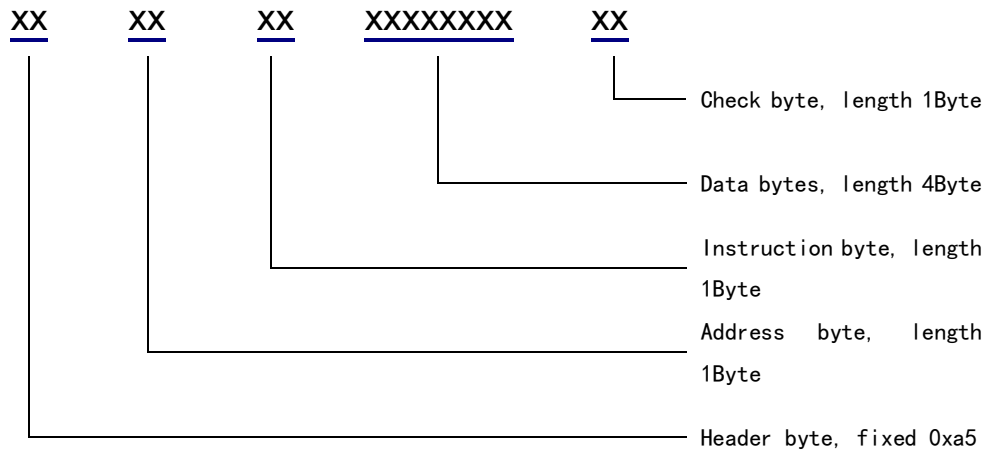 XX XX XX XXXXXXXX XX
Check byte, length 1Byte
Data bytes, length 4Byte
Instruction byte, length
1Byte
Address byte, length
1Byte
Header byte, fixed 0xa5